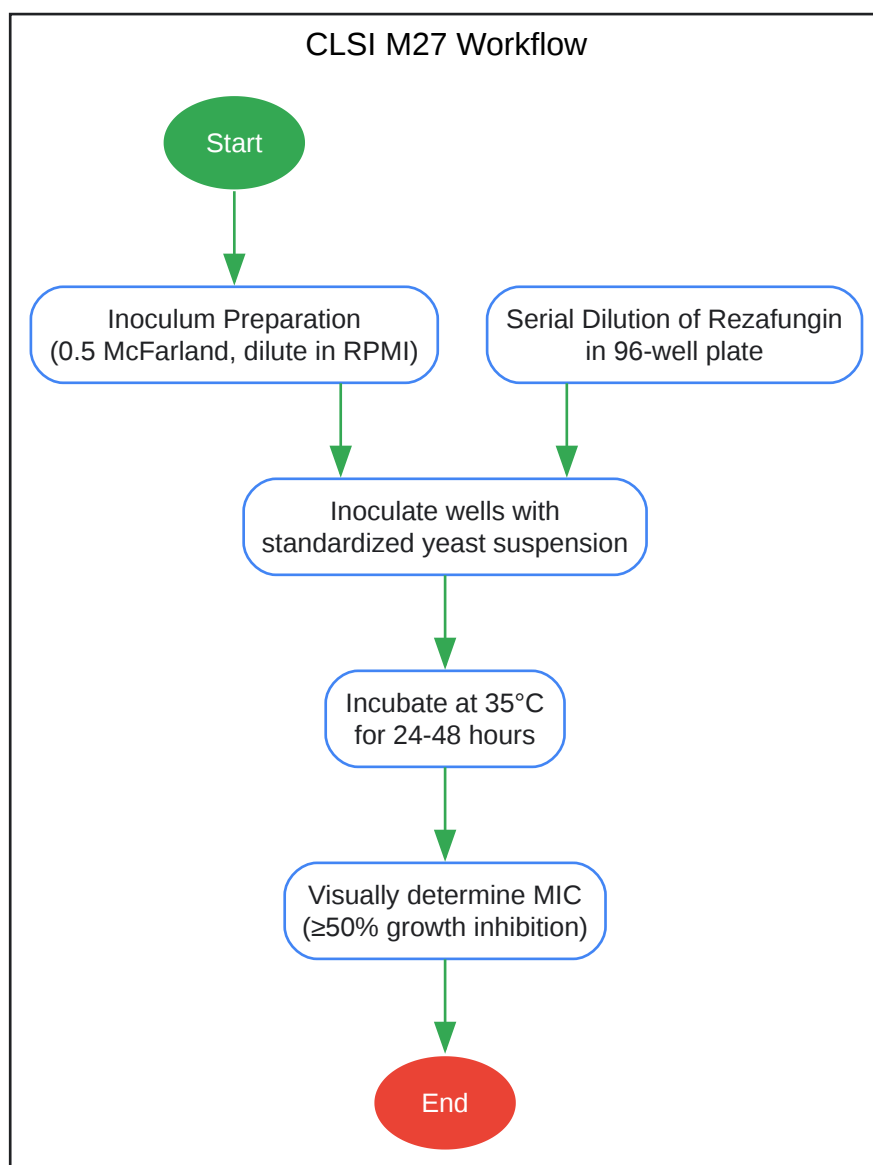 CLSI M27 Workflow
Start
Inoculum Preparation
(0.5 McFarland, dilute in RPMI)
Serial Dilution of Rezafungin
in 96-well plate
Inoculate wells with
standardized yeast suspension
Incubate at 35°C
for 24-48 hours
Visually determine MIC
(≥50% growth inhibition)
End